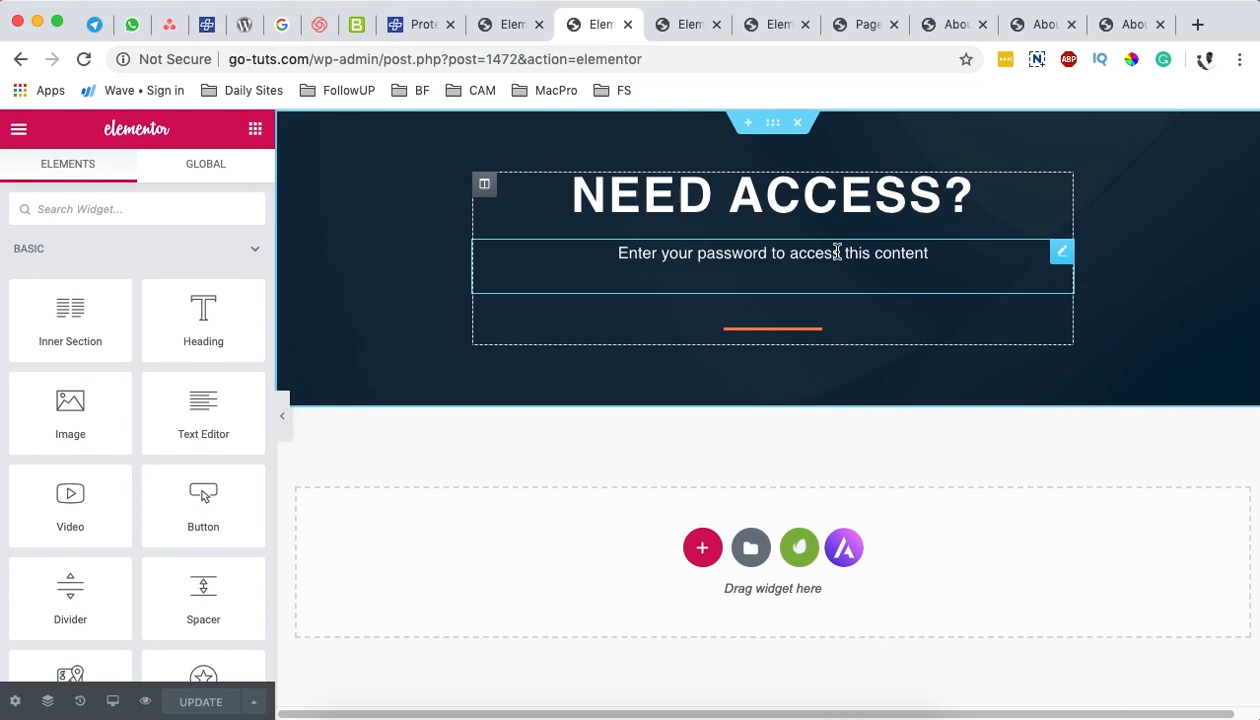 Prote
Elem
Elem
Elem
Elem
Page
Abou
Abou
Abou
Not Secure
go-tuts.com/wp-admin/post.php?post=1472&action=elementor
ABP
IQ
Apps
Wave • Sign in
Daily Sites
FollowUP
BF
CAM
MacPro
FS
elementor
ELEMENTS
GLOBAL
Search Widget...
BASIC
Inner Section
Heading
Image
Text Editor
Video
Button
Divider
Spacer
UPDATE
NEED ACCESS?
Enter your password to access this content
Drag widget here